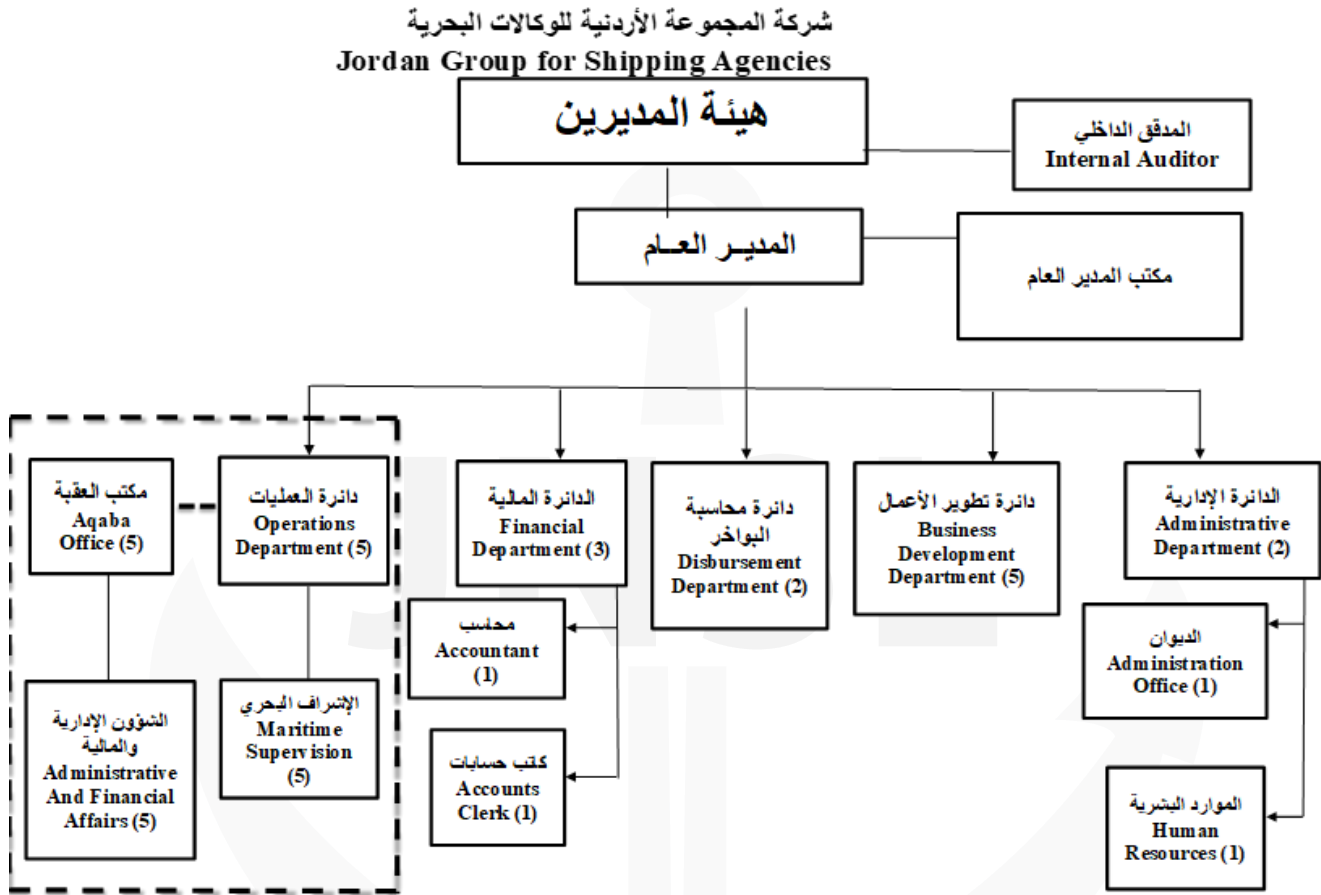 شركة المجموعة الأردنية للوكالات البحرية
Jordan Group for Shipping Agencies
هيئة المديرين
المدقق الداخلي
Internal Auditor
المديـر العـام
مكتب المدير العام
مكتب العقبة
Aqaba
Office (5)
دائرة العمليات
Operations
Department (5)
الدائرة المالية
Financial
Department (3)
دائرة محاسبة
البواخر
Disbursement
Department (2)
دائرة تطوير الأعمال
Business
Development
Department (5)
الدائرة الإدارية
Administrative
Department (2)
الشؤون الإدارية
والمالية
Administrative
And Financial
Affairs (5)
الإشراف البحري
Maritime
Supervision
(5)
محاسب
Accountant
(1)
كاتب حسابات
Accounts
Clerk (1)
الديوان
Administration
Office (1)
الموارد البشرية
Human
Resources (1)